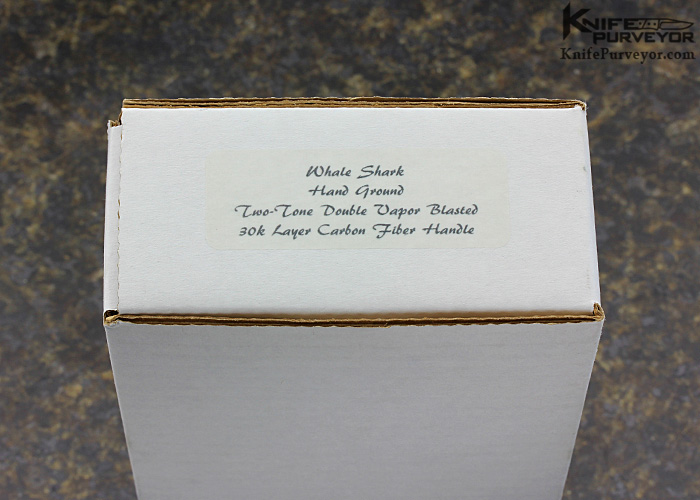 KNIFE
PURVEYOR
KnifePurveyor.com
Whale Shark
Hand Ground
Two-Tone Double Vapor Blasted
30k Layer Carbon Fiber Handle